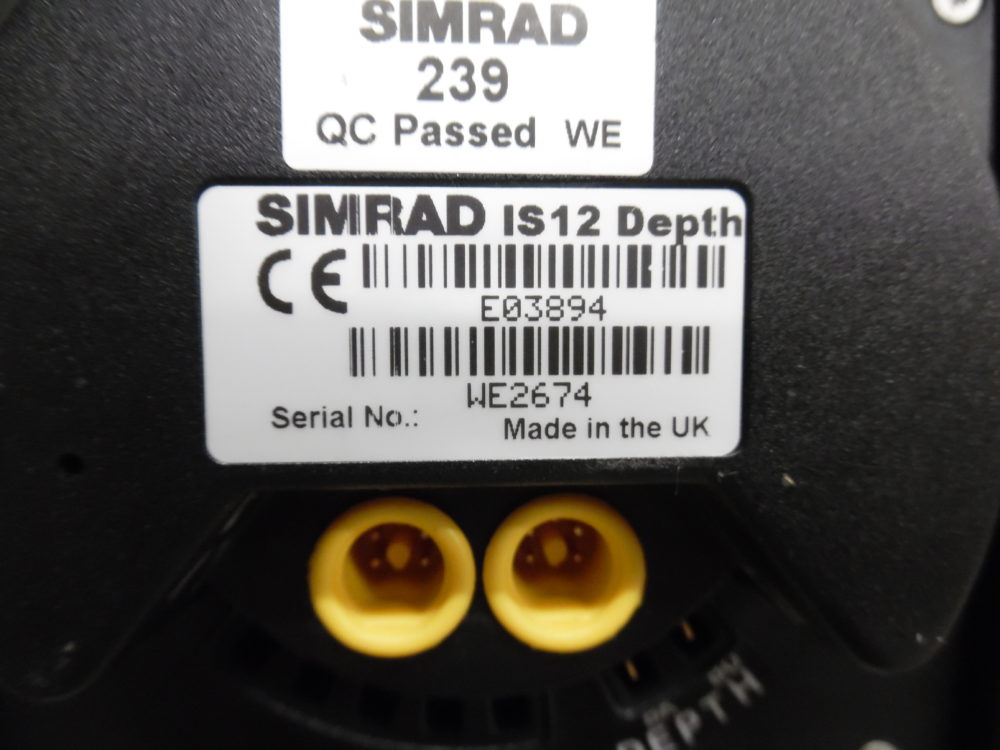 SIMRAD
239
QC Passed WE
SIMRAD IS12 Depth
CE
E03894
WE2674
Serial No.:
Made in the UK
DEPTH